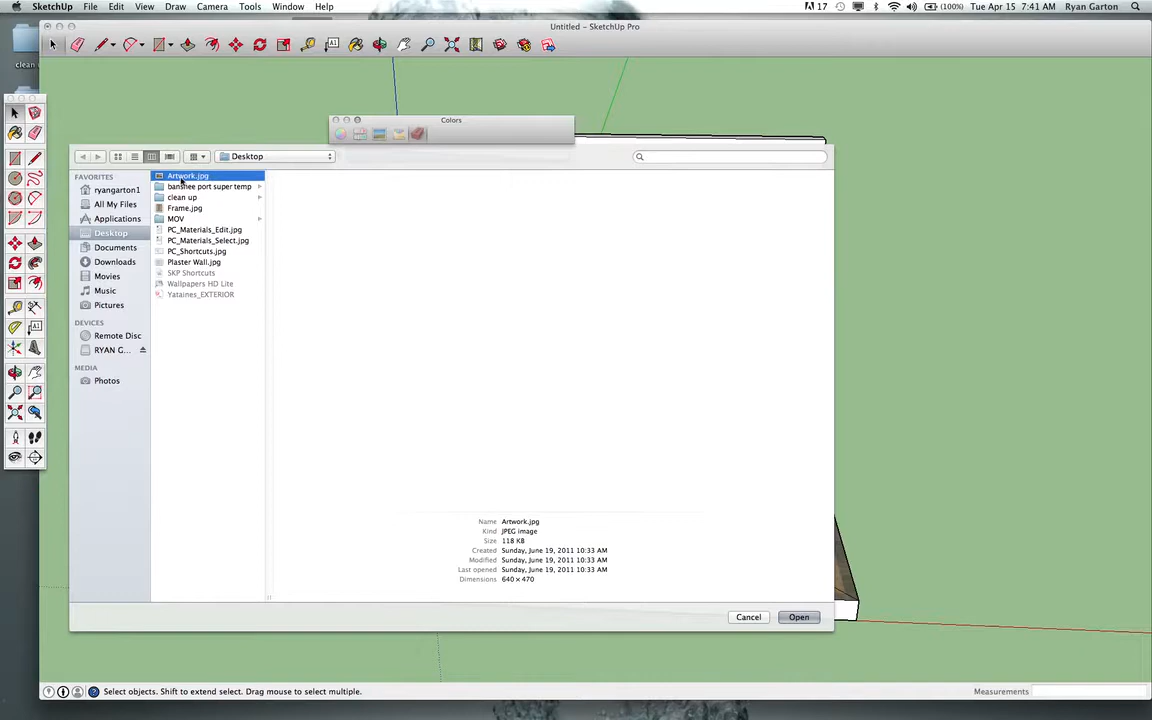 SketchUp File Edit View Draw Camera Tools Window Help
17 (100%) Tue Apr 15 7:41 AM Ryan Garton
Untitled - SketchUp Pro
clean u
Colors
Desktop
FAVORITES
ryangarton1
All My Files
Applications
Desktop
Documents
Downloads
Movies
Music
Pictures
DEVICES
Remote Disc
RYAN G...
MEDIA
Photos
Artwork.jpg
banshee port super temp
clean up
Frame.jpg
MOV
PC_Materials_Edit.jpg
PC_Materials_Select.jpg
PC_Shortcuts.jpg
Plaster Wall.jpg
SKP Shortcuts
Wallpapers HD Lite
Yataines_EXTERIOR
Name Artwork.jpg
Kind JPEG image
Size 118 KB
Created Sunday, June 19, 2011 10:33 AM
Modified Sunday, June 19, 2011 10:33 AM
Last opened Sunday, June 19, 2011 10:33 AM
Dimensions 640 × 470
Cancel Open
Select objects. Shift to extend select. Drag mouse to select multiple.
Measurements